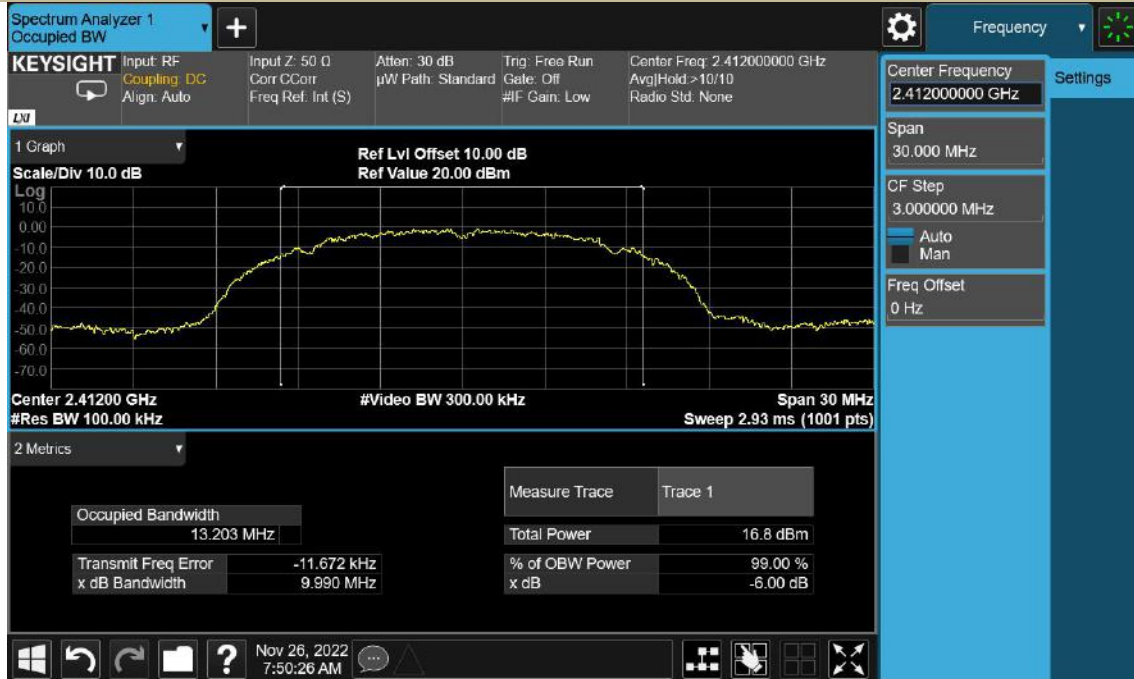 Spectrum Analyzer 1
Occupied BW
+
Frequency
KEYSIGHT
Input: RF
Coupling: DC
Align: Auto
Input Z: 50 Ω
Corr CCorr
Freq Ref: Int (S)
Atten: 30 dB
µW Path: Standard
Trig: Free Run
Gate: Off
#IF Gain: Low
Center Freq: 2.412000000 GHz
Avg|Hold:>10/10
Radio Std: None
LXI
Center Frequency
2.412000000 GHz
Settings
Span
30.000 MHz
CF Step
3.000000 MHz
Auto
Man
Freq Offset
0 Hz
1 Graph
Scale/Div 10.0 dB
Ref Lvl Offset 10.00 dB
Ref Value 20.00 dBm
Log
10.0
0.00
-10.0
-20.0
-30.0
-40.0
-50.0
-60.0
-70.0
Center 2.41200 GHz
#Video BW 300.00 kHz
Span 30 MHz
#Res BW 100.00 kHz
Sweep 2.93 ms (1001 pts)
2 Metrics
Measure Trace Trace 1
Occupied Bandwidth
13.203 MHz
Total Power 16.8 dBm
Transmit Freq Error -11.672 kHz
% of OBW Power 99.00 %
x dB Bandwidth 9.990 MHz
x dB -6.00 dB
?
Nov 26, 2022
7:50:26 AM